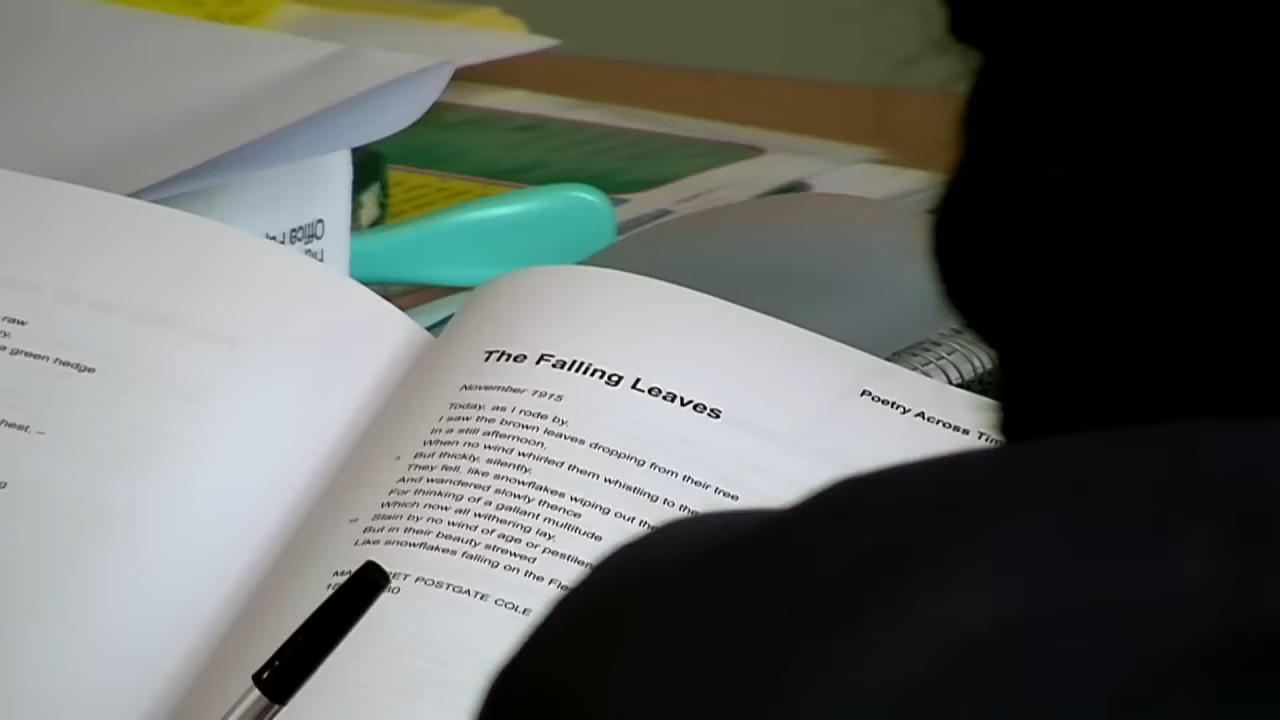 raw
a green hedge
hest, –
The Falling Leaves
Poetry Across
November 1915
Today, as I rode by,
I saw the brown leaves dropping from their tree
In a still afternoon,
When no wind whirled them whistling to the
But thickly, silently,
They fell, like snowflakes wiping out the
And wandered slowly thence
For thinking of a gallant multitude
Which now all withering lay,
10 Slain by no wind of age or
But in their beauty strewed
Like snowflakes falling on the
POSTGATE COLE
Office